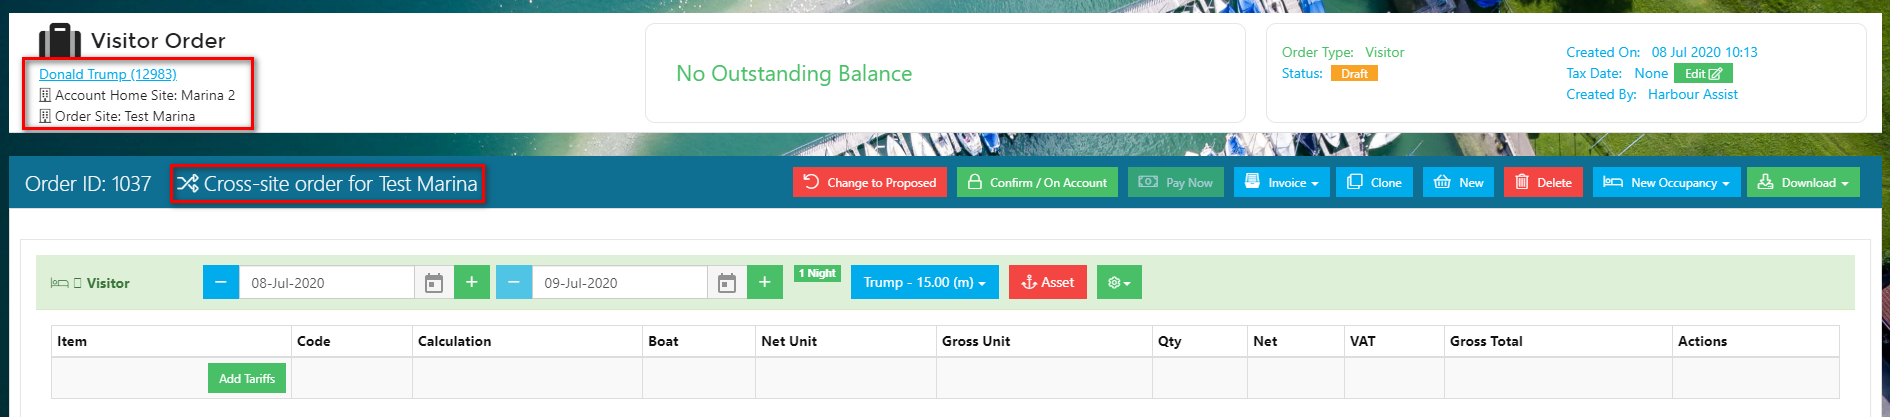 Visitor Order
Donald Trump (12983)
Account Home Site: Marina 2
Order Site: Test Marina
No Outstanding Balance
Order Type: Visitor
Status: Draft
Created On: 08 Jul 2020 10:13
Tax Date: None Edit
Created By: Harbour Assist
Order ID: 1037 Cross-site order for Test Marina Change to Proposed Confirm / On Account Pay Now Invoice Clone New Delete New Occupancy Download
Visitor 08-Jul-2020 + 09-Jul-2020 + 1 Night Trump - 15.00 (m) Asset
Item Code Calculation Boat Net Unit Gross Unit Qty Net VAT Gross Total Actions
Add Tariffs